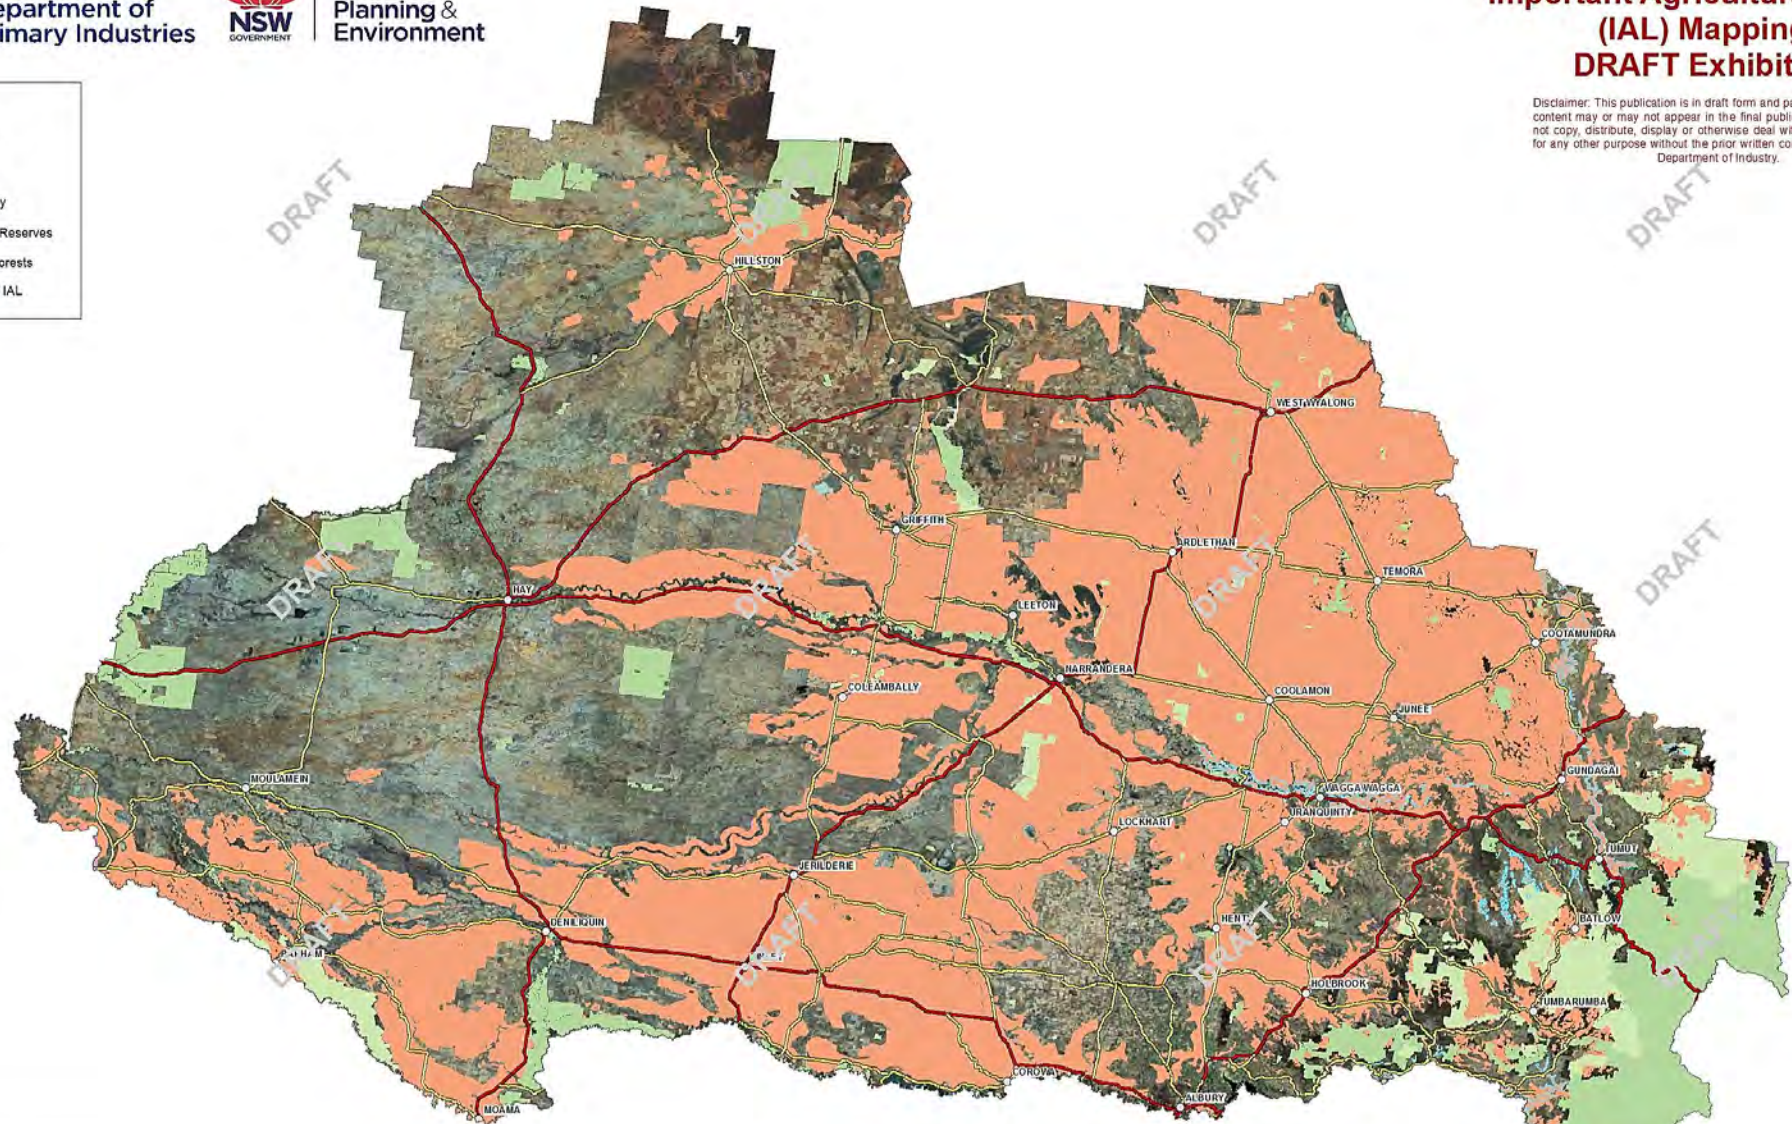 epartment of
imary Industries
NSW
GOVERNMENT
Planning &
Environment
(IAL) Mapping
DRAFT Exhibit
Disclaimer: This publication is in draft form and pa
content may or may not appear in the final publi
not copy, distribute, display or otherwise deal wi
for any other purpose without the prior written co
Department of Industry.
y
Reserves
orests
IAL
DRAFT
DRAFT
DRAFT
DRAFT
HILLSTON
WEST WYALONG
GRIFFITH
ARDLETHAN
TEMORA
DRAFT
DRAFT
DRAFT
DRAFT
HAY
LEETON
COOTAMUNDRA
NARRANDERA
COLEAMBALLY
COOLAMON
JUNEE
MOULAMEIN
GUNDAGAI
WAGGA WAGGA
URANQUINTY
LOCKHART
TUMUT
JERILDERIE
DENILIQUIN
HENTY
BATLOW
DRAFT
DRAFT
DRAFT
DRAFT
HOLBROOK
TUMBARUMBA
COROWA
ALBURY
MOAMA